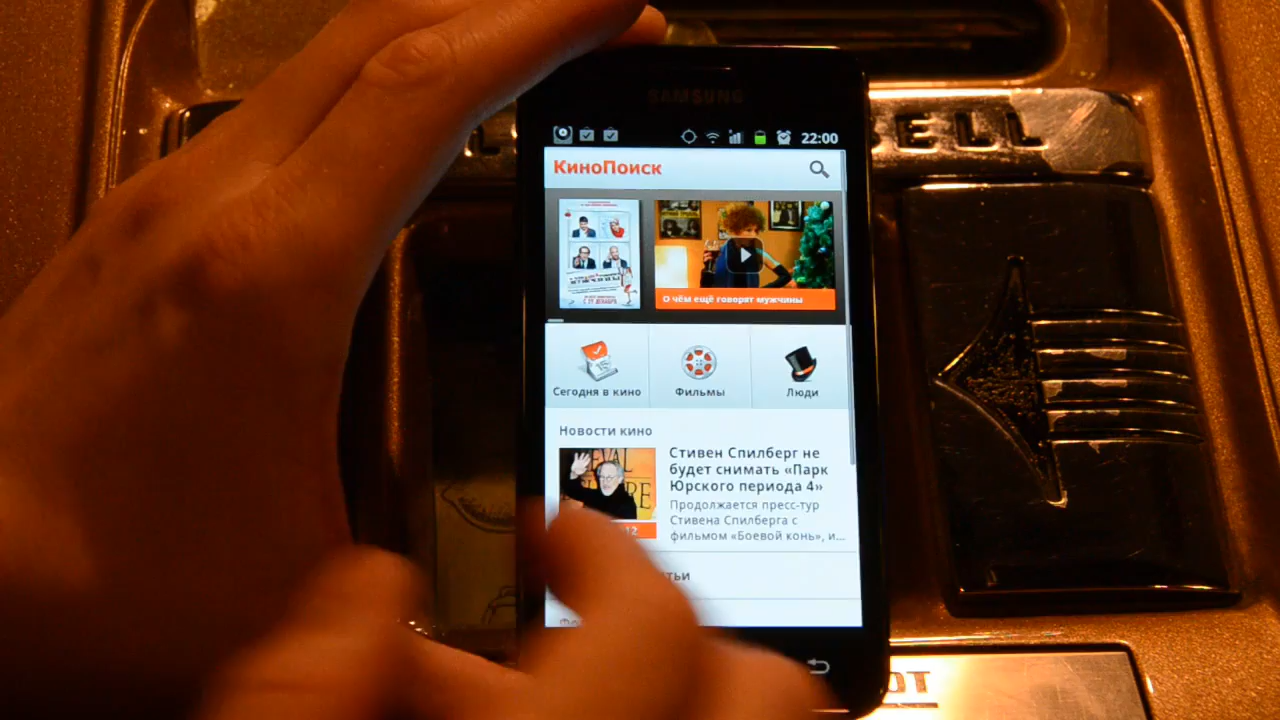 SAMSUNG
ELL
22:00
КиноПоиск
О чём ещё говорят мужчины
Сегодня в кино
Фильмы
Люди
Новости кино
Стивен Спилберг не
будет снимать «Парк
Юрского периода 4»
Продолжается пресс-тур
Стивена Спилберга с
фильмом «Боевой конь», и...